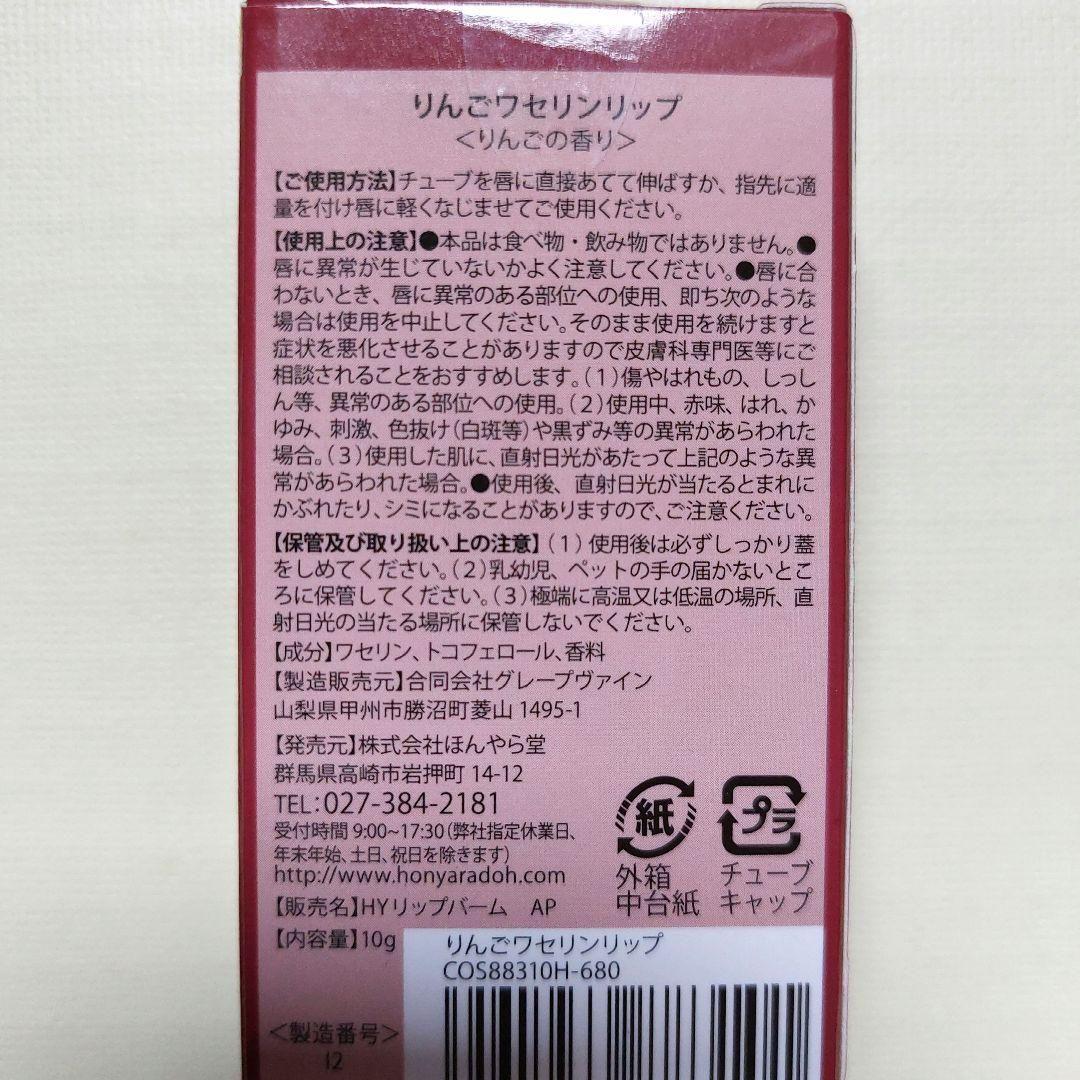 りんごワセリンリップ
＜りんごの香り＞
【ご使用方法】チューブを唇に直接あてて伸ばすか、指先に適
量を付け唇に軽くなじませてご使用ください。
【使用上の注意】●本品は食べ物・飲み物ではありません。●
唇に異常が生じていないかよく注意してください。●唇に合
わないとき、唇に異常のある部位への使用、即ち次のような
場合は使用を中止してください。そのまま使用を続けますと
症状を悪化させることがありますので皮膚科専門医等にご
相談されることをおすすめします。（1）傷やはれもの、しっし
ん等、異常のある部位への使用。（2）使用中、赤味、はれ、か
ゆみ、刺激、色抜け（白斑等）や黒ずみ等の異常があらわれた
場合。（3）使用した肌に、直射日光があたって上記のような異
常があらわれた場合。●使用後、直射日光が当たるとまれに
かぶれたり、シミになることがありますので、ご注意ください。
【保管及び取り扱い上の注意】（1）使用後は必ずしっかり蓋
をしめてください。（2）乳幼児、ペットの手の届かないとこ
ろに保管してください。（3）極端に高温又は低温の場所、直
射日光の当たる場所に保管しないでください。
【成分】ワセリン、トコフェロール、香料
【製造販売元】合同会社グレープヴァイン
山梨県甲州市勝沼町菱山 1495-1
【発売元】株式会社ほんやら堂
群馬県高崎市岩押町 14-12
TEL：027-384-2181
受付時間 9:00~17:30（弊社指定休業日、
年末年始、土日、祝日を除きます）
http://www.honyaradoh.com
【販売名】HYリップバーム　AP
【内容量】10g
紙
外箱
中台紙
プラ
チューブ
キャップ
りんごワセリンリップ
COS88310H-680
＜製造番号＞
I2